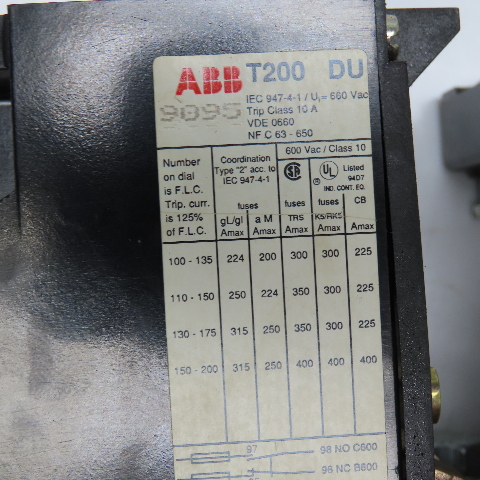 ABB T200 DU
9095
IEC 947-4-1 / Ui= 660 Vac
Trip Class 10 A
VDE 0660
NF C 63 - 650
Number on dial is F.L.C. Trip. curr. is 125% of F.L.C.
Coordination Type "2" acc. to IEC 947-4-1
600 Vac / Class 10
SA
UL Listed 94D7
IND. CONT. EQ.
fuses fuses fuses CB
gL/gI a M TRS K5/RK5
Amax Amax Amax Amax Amax
100 - 135 224 200 300 300 225
110 - 150 250 224 350 300 225
130 - 175 315 250 350 300 225
150 - 200 315 250 400 400 400
97 98 NO C600
96 NC B600